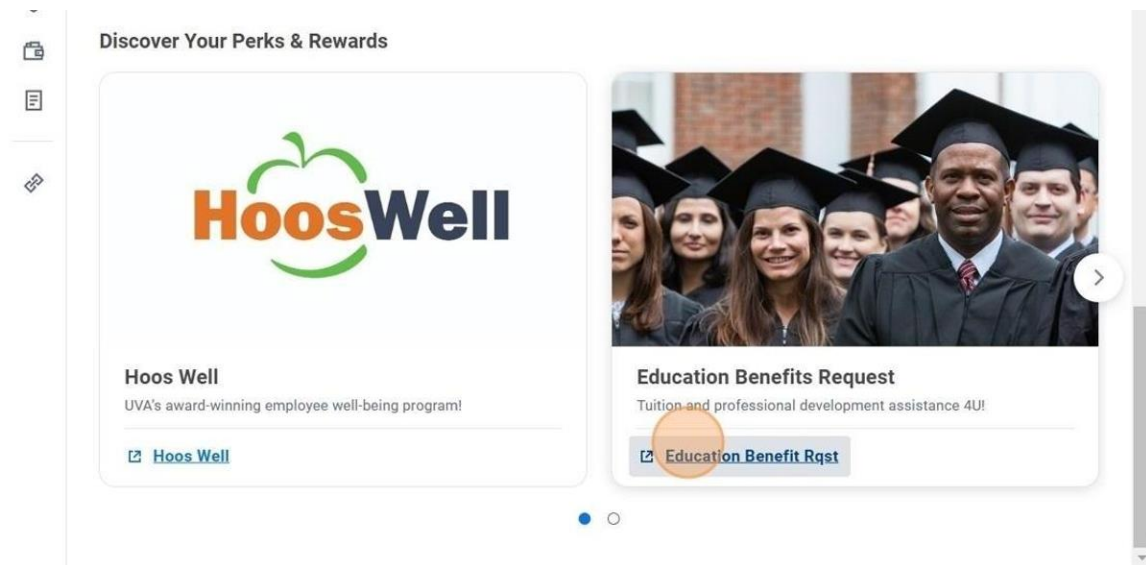 Discover Your Perks & Rewards
HoosWell
Hoos Well
UVA's award-winning employee well-being program!
Hoos Well
Education Benefits Request
Tuition and professional development assistance 4U!
Education Benefit Rqst